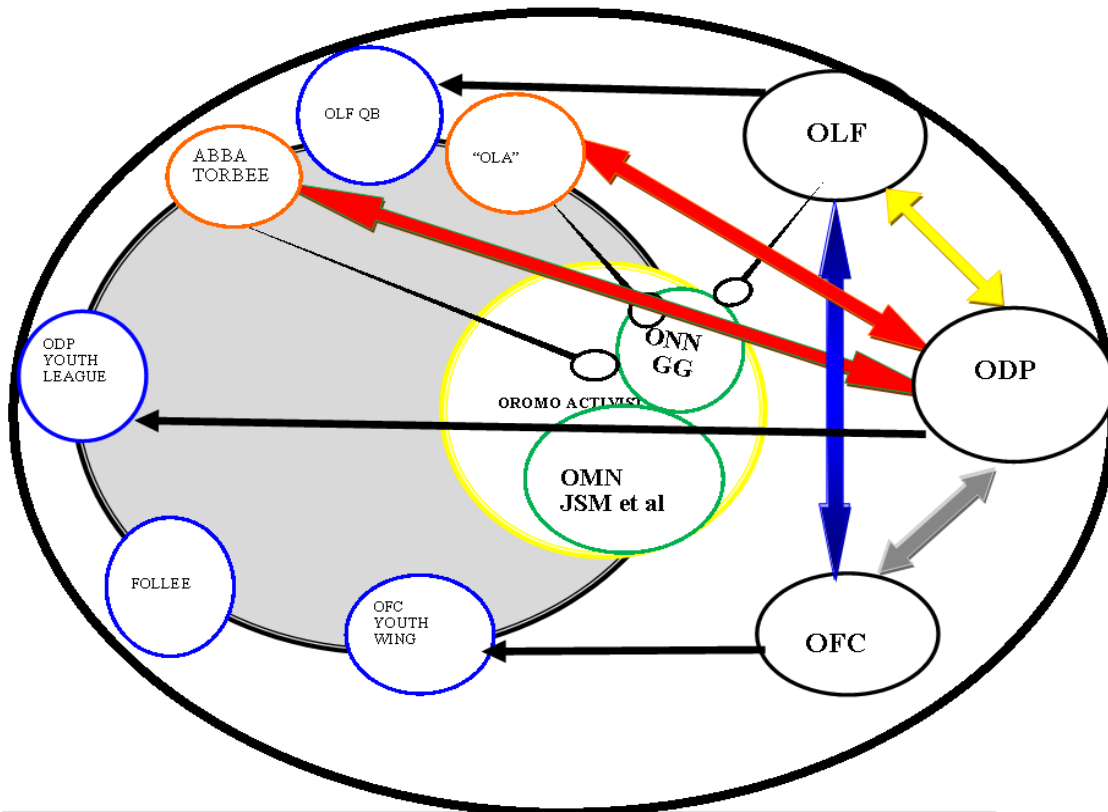 OLF QB
OLF
ABBA
TORBEE
"OLA"
ONN
GG
ODP
YOUTH
LEAGUE
ODP
OROMO ACTIVIST
OMN
JSM et al
FOLLEE
OFC
YOUTH
WING
OFC